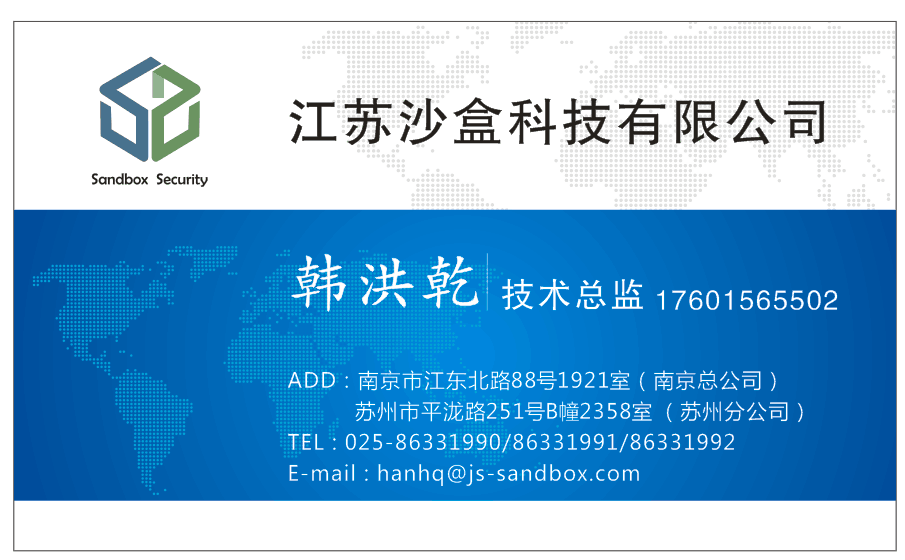 江苏沙盒科技有限公司
Sandbox Security
韩洪乾 技术总监 17601565502
ADD：南京市江东北路88号1921室（南京总公司）
苏州市平泷路251号B幢2358室（苏州分公司）
TEL：025-86331990/86331991/86331992
E-mail：hanhq@js-sandbox.com